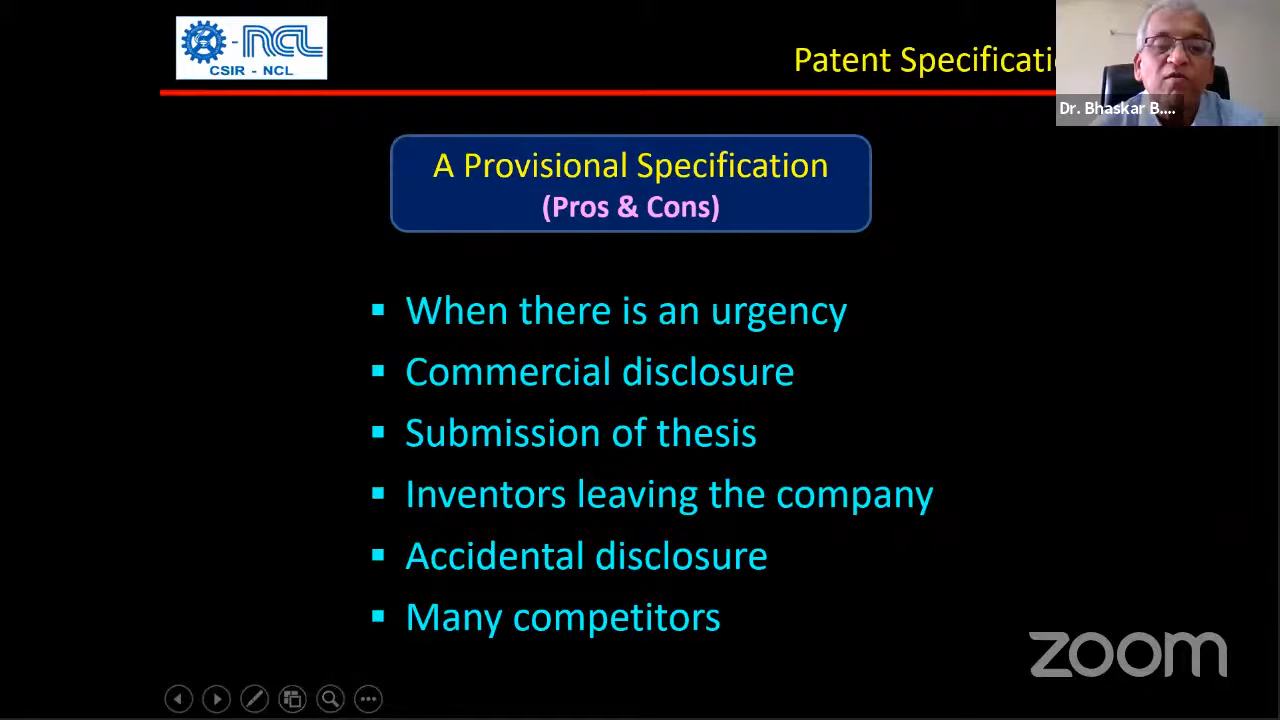 NCL
CSIR - NCL
Patent Specificati
Dr. Bhaskar B....
A Provisional Specification
(Pros & Cons)
▪ When there is an urgency
▪ Commercial disclosure
▪ Submission of thesis
▪ Inventors leaving the company
▪ Accidental disclosure
▪ Many competitors
zoom